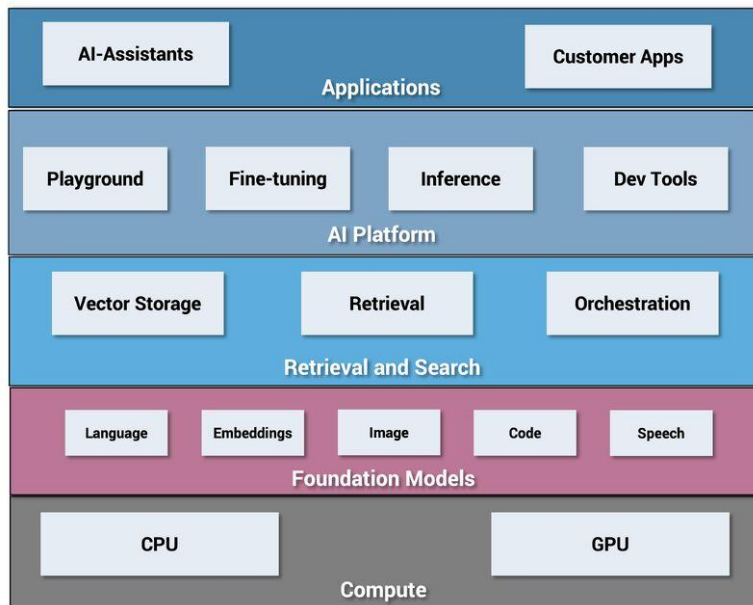 AI-Assistants
Customer Apps
Applications
Playground
Fine-tuning
Inference
Dev Tools
AI Platform
Vector Storage
Retrieval
Orchestration
Retrieval and Search
Language
Embeddings
Image
Code
Speech
Foundation Models
CPU
GPU
Compute